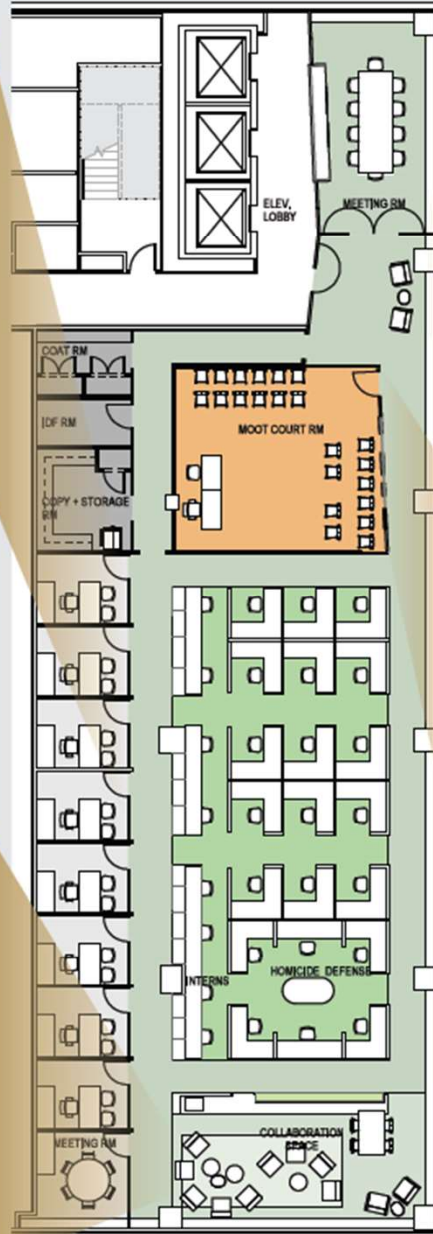 ELEV.
LOBBY
MEETING RM
COAT RM
IDF RM
MOOT COURT RM
COPY + STORAGE
RM
INTERNS
HOMICIDE DEFENSE
COLLABORATION
SPACE
MEETING RM